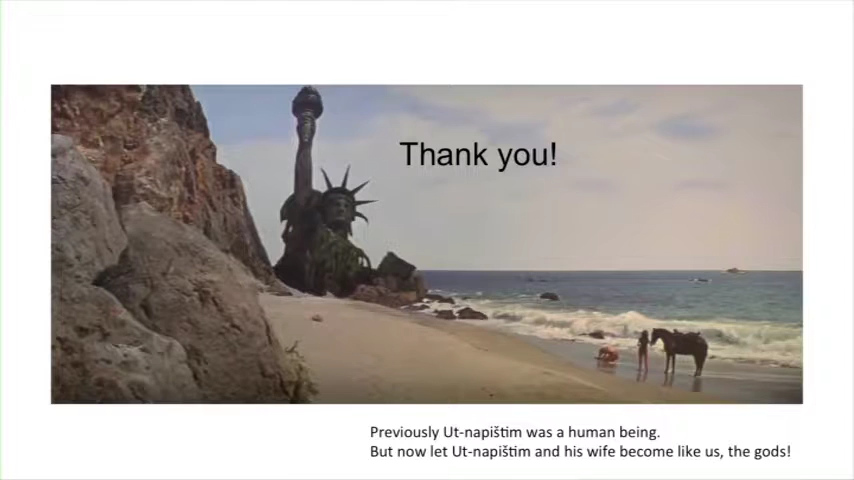 Thank you!
Previously Ut-napištim was a human being.
But now let Ut-napištim and his wife become like us, the gods!